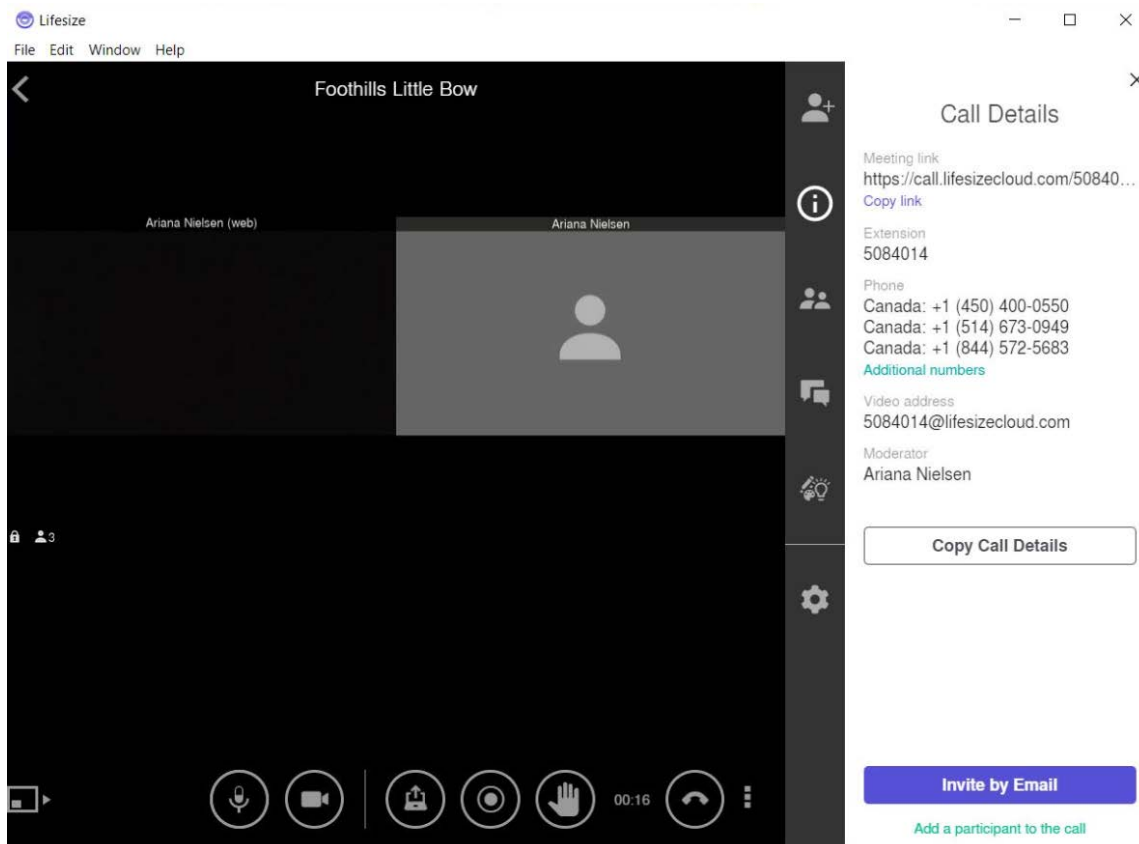 Lifesize
File Edit Window Help
Foothills Little Bow
Ariana Nielsen (web)
Ariana Nielsen
3
00:16
Call Details
Meeting link
https://call.lifesizecloud.com/50840...
Copy link
Extension
5084014
Phone
Canada: +1 (450) 400-0550
Canada: +1 (514) 673-0949
Canada: +1 (844) 572-5683
Additional numbers
Video address
5084014@lifesizecloud.com
Moderator
Ariana Nielsen
Copy Call Details
Invite by Email
Add a participant to the call